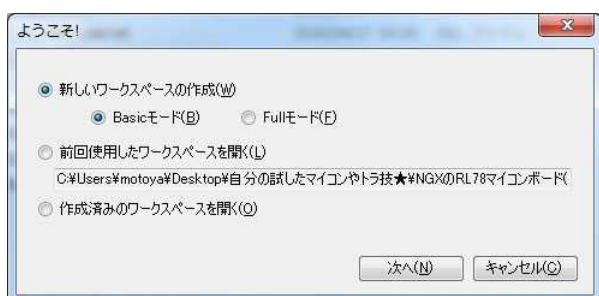 ようこそ!
新しいワークスペースの作成(W)
Basicモード(B) Fullモード(F)
前回使用したワークスペースを開く(L)
C:¥Users¥motoya¥Desktop¥自分の試したマイコンやトラ技★¥NGXのRL78マイコンボード(
作成済みのワークスペースを開く(O)
次へ(N) キャンセル(C)